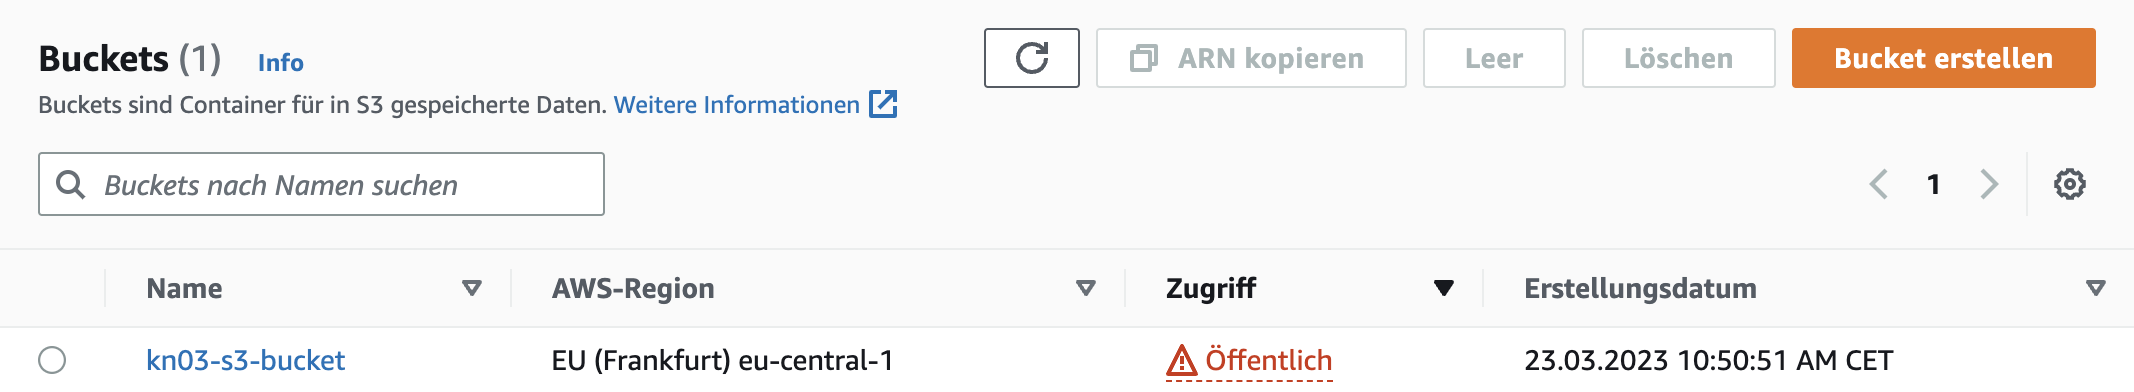 Buckets (1) Info
ARN kopieren
Leer
Löschen
Bucket erstellen
Buckets sind Container für in S3 gespeicherte Daten. Weitere Informationen
Buckets nach Namen suchen
1
Name AWS-Region Zugriff Erstellungsdatum
kn03-s3-bucket EU (Frankfurt) eu-central-1 Öffentlich 23.03.2023 10:50:51 AM CET